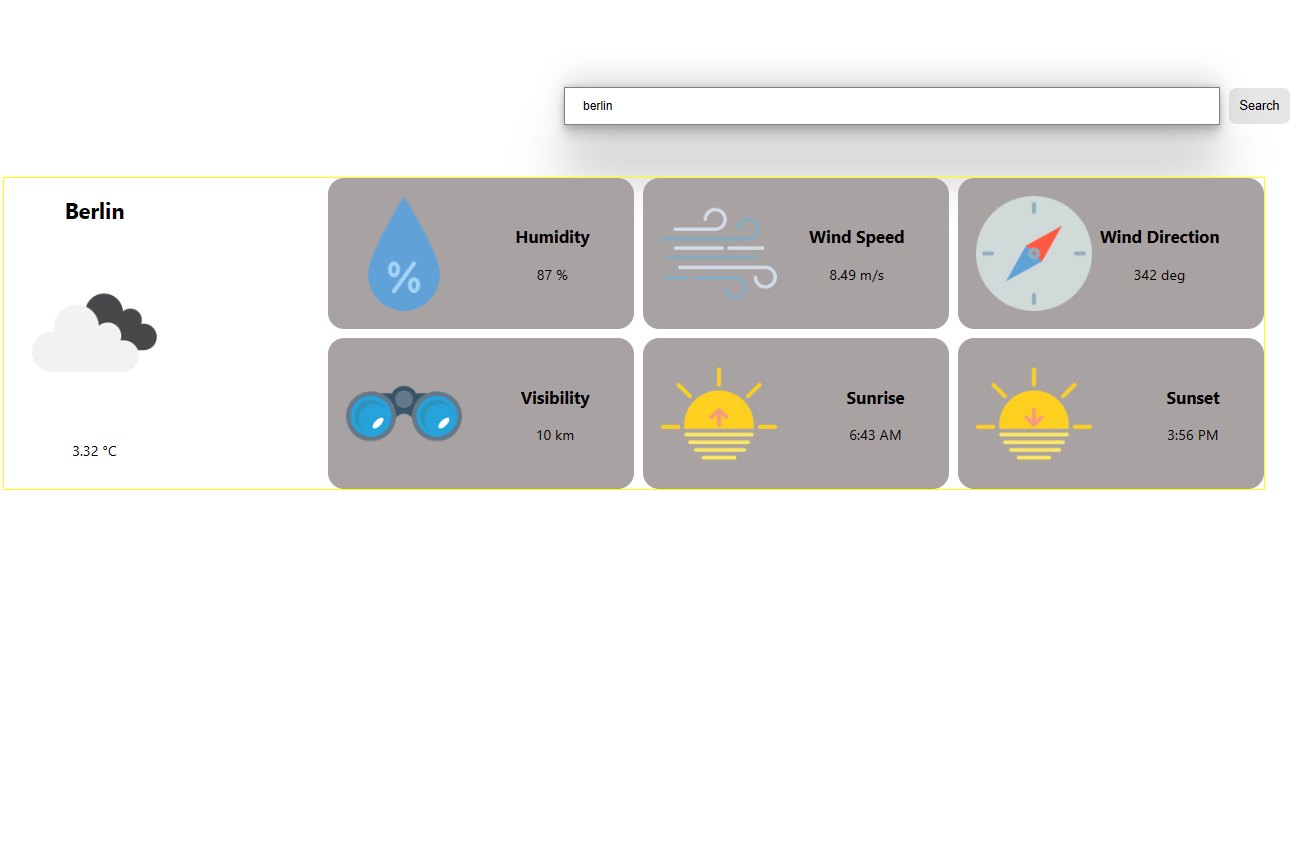 berlin
Search
Berlin
3.32 °C
%
Humidity
87 %
Wind Speed
8.49 m/s
Wind Direction
342 deg
Visibility
10 km
Sunrise
6:43 AM
Sunset
3:56 PM